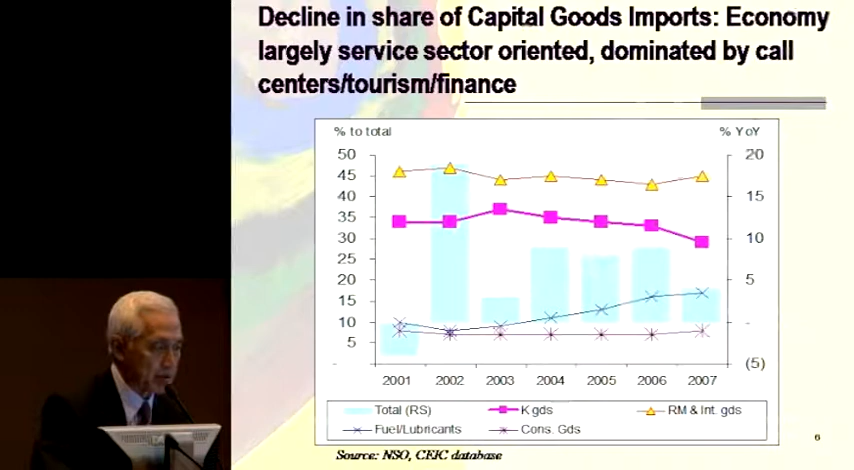 Decline in share of Capital Goods Imports: Economy
largely service sector oriented, dominated by call
centers/tourism/finance
% to total
% YoY
50
45
40
35
30
25
20
15
10
5
-
20
15
10
5
-
(5)
2001 2002 2003 2004 2005 2006 2007
Total (RS) K gds RM & Int. gds
Fuel/Lubricants Cons. Gds
6
Source: NSO, CEIC database